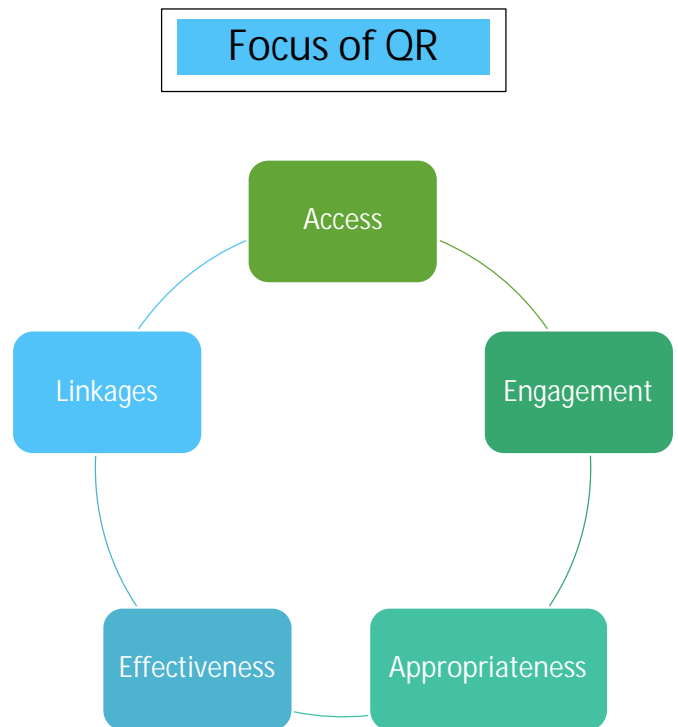 Focus of QR
Access
Engagement
Appropriateness
Effectiveness
Linkages